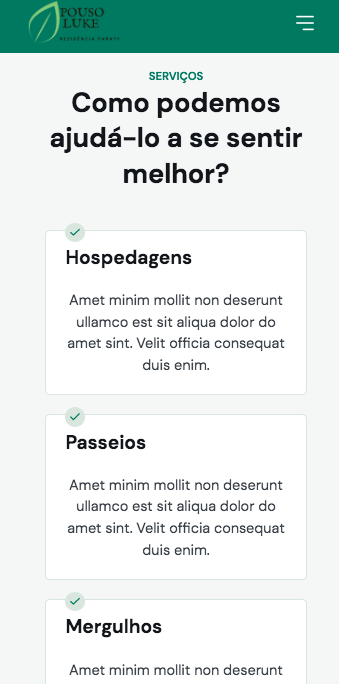 POUSO
LUKE
RESIDÊNCIA PARATY
SERVIÇOS
Como podemos
ajudá-lo a se sentir
melhor?
Hospedagens
Amet minim mollit non deserunt
ullamco est sit aliqua dolor do
amet sint. Velit officia consequat
duis enim.
Passeios
Amet minim mollit non deserunt
ullamco est sit aliqua dolor do
amet sint. Velit officia consequat
duis enim.
Mergulhos
Amet minim mollit non deserunt